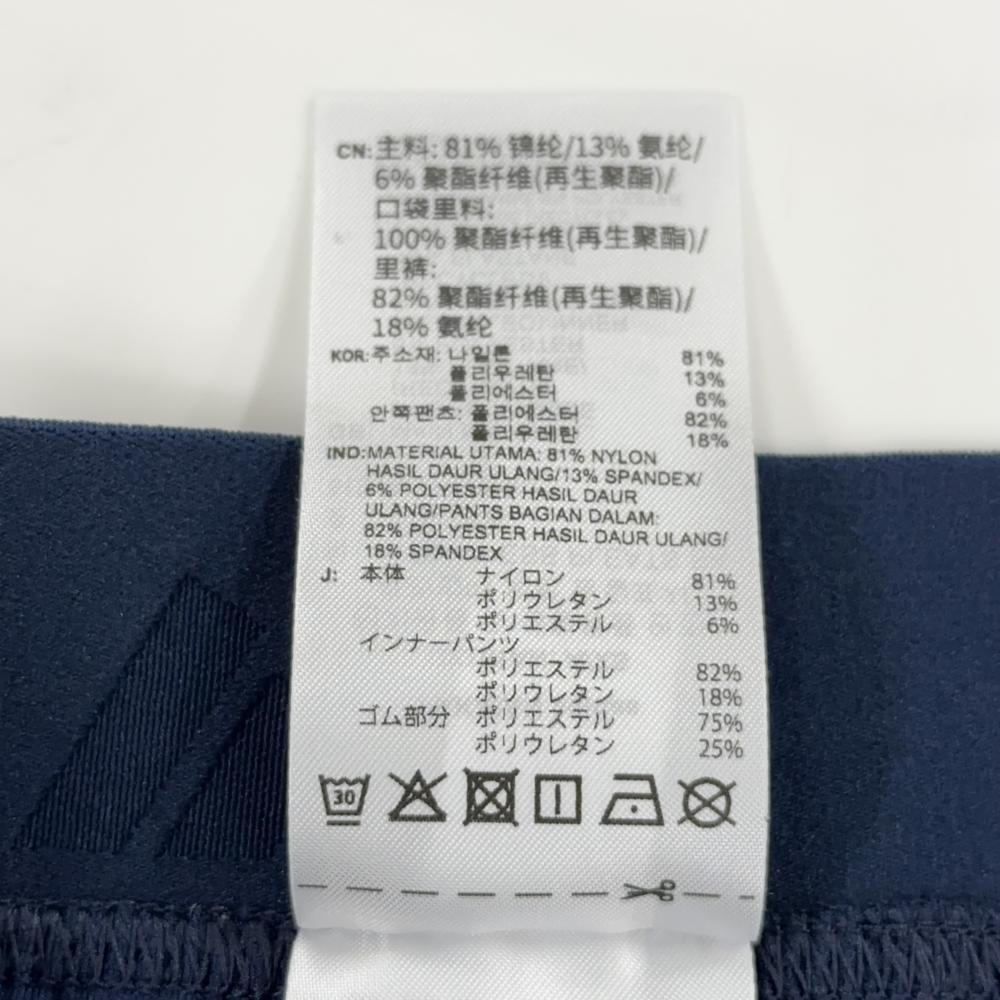 CN:主料: 81% 锦纶/13% 氨纶/
6% 聚酯纤维(再生聚酯)/
口袋里料:
100% 聚酯纤维(再生聚酯)/
里裤:
82% 聚酯纤维(再生聚酯)/
18% 氨纶
KOR:주소재: 나일론 81%
폴리우레탄 13%
폴리에스터 6%
안쪽팬츠: 폴리에스터 82%
폴리우레탄 18%
IND:MATERIAL UTAMA: 81% NYLON
HASIL DAUR ULANG/13% SPANDEX/
6% POLYESTER HASIL DAUR
ULANG/PANTS BAGIAN DALAM:
82% POLYESTER HASIL DAUR ULANG/
18% SPANDEX
J: 本体 ナイロン 81%
ポリウレタン 13%
ポリエステル 6%
インナーパンツ
ポリエステル 82%
ポリウレタン 18%
ゴム部分 ポリエステル 75%
ポリウレタン 25%
30